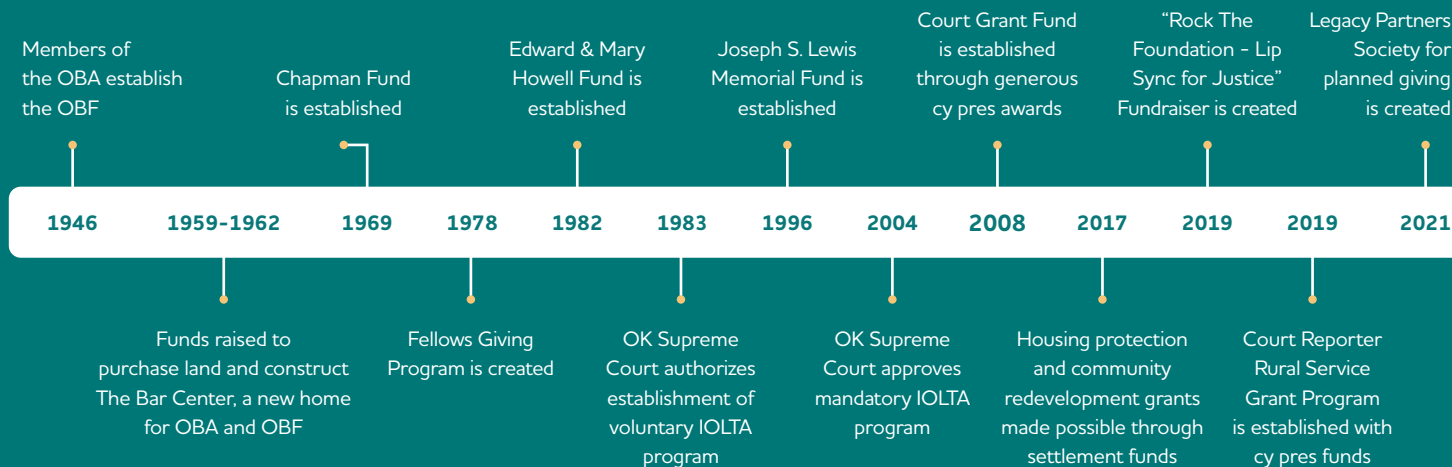 Members of
the OBA establish
the OBF
Chapman Fund
is established
Edward & Mary
Howell Fund is
established
Joseph S. Lewis
Memorial Fund is
established
Court Grant Fund
is established
through generous
cy pres awards
“Rock The
Foundation - Lip
Sync for Justice”
Fundraiser is created
Legacy Partners
Society for
planned giving
is created
1946 1959-1962 1969 1978 1982 1983 1996 2004 2008 2017 2019 2019 2021
Funds raised to
purchase land and construct
The Bar Center, a new home
for OBA and OBF
Fellows Giving
Program is created
OK Supreme
Court authorizes
establishment of
voluntary IOLTA
program
OK Supreme
Court approves
mandatory IOLTA
program
Housing protection
and community
redevelopment grants
made possible through
settlement funds
Court Reporter
Rural Service
Grant Program
is established with
cy pres funds